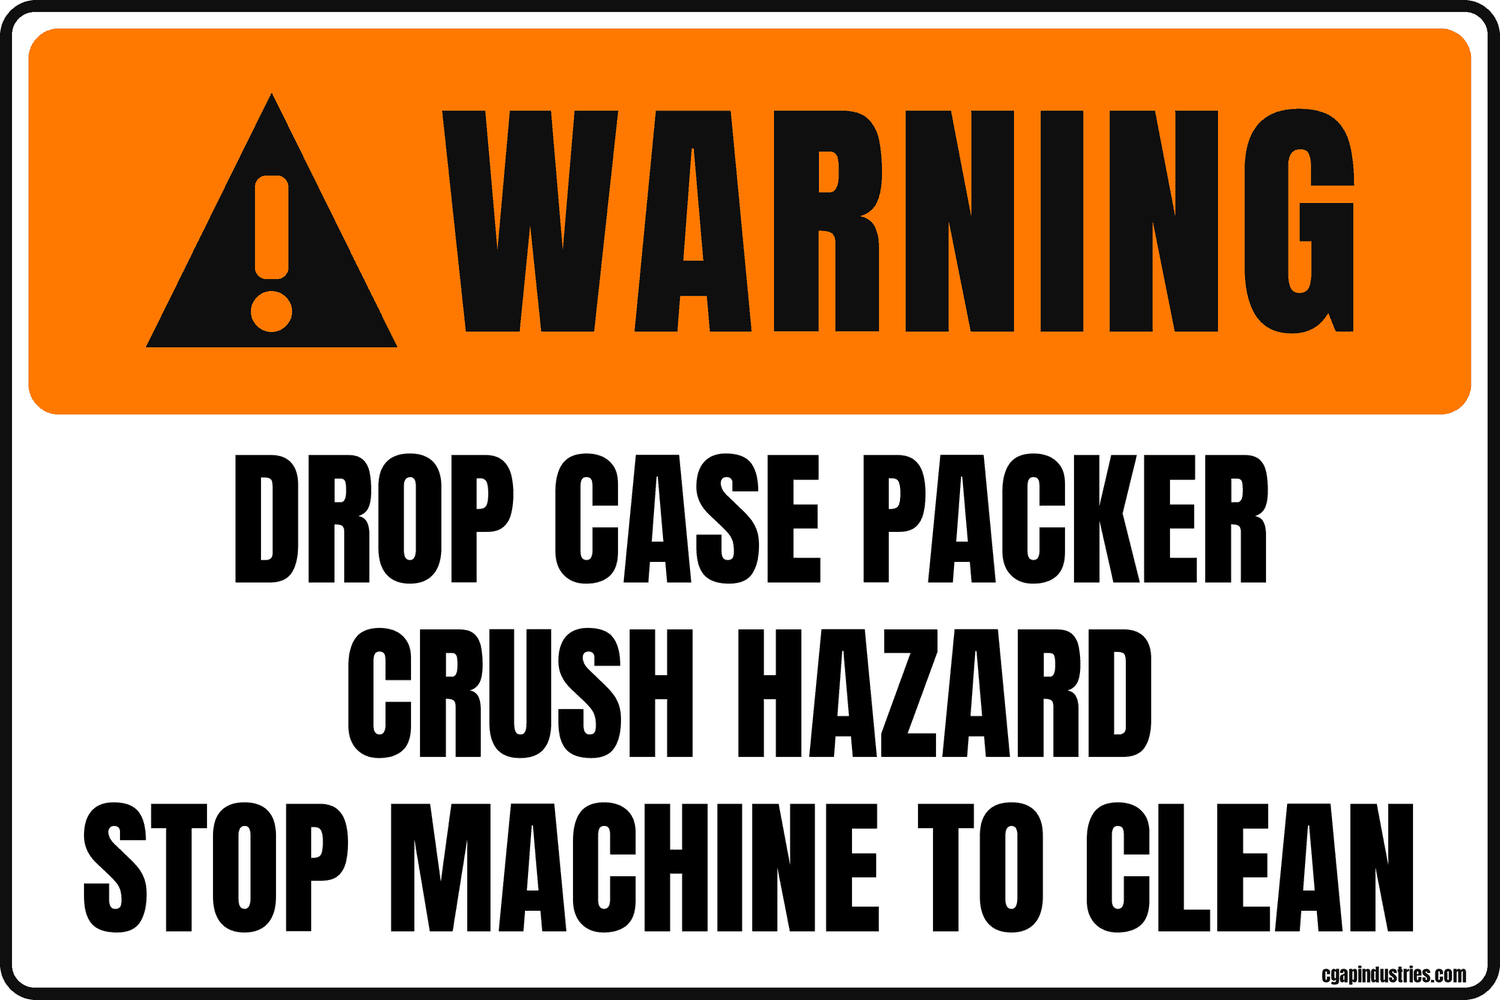 WARNING
DROP CASE PACKER
CRUSH HAZARD
STOP MACHINE TO CLEAN
cgapindustries.com